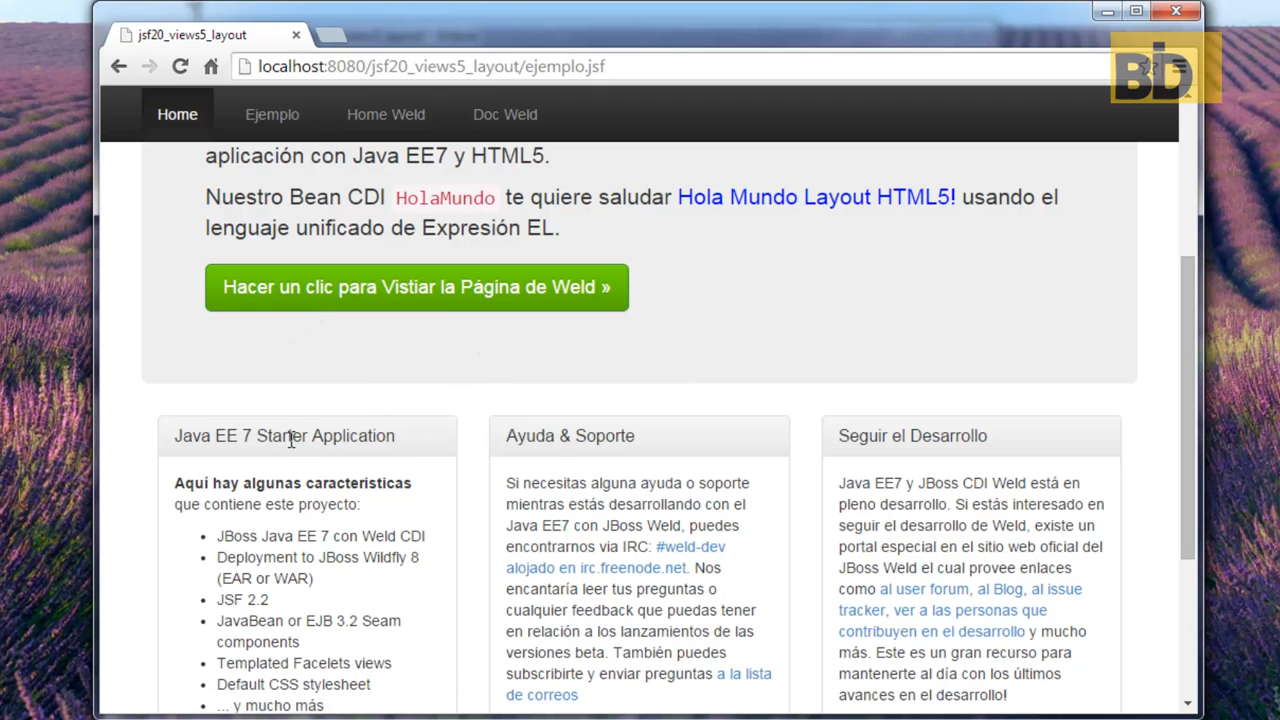 jsf20_views5_layout
BD
localhost:8080/jsf20_views5_layout/ejemplo.jsf
Home Ejemplo Home Weld Doc Weld
aplicación con Java EE7 y HTML5.
Nuestro Bean CDI HolaMundo te quiere saludar Hola Mundo Layout HTML5! usando el
lenguaje unificado de Expresión EL.
Hacer un clic para Vistiar la Página de Weld »
Java EE 7 Starter Application
Aquí hay algunas caracteristicas
que contiene este proyecto:
• JBoss Java EE 7 con Weld CDI
• Deployment to JBoss Wildfly 8
(EAR or WAR)
• JSF 2.2
• JavaBean or EJB 3.2 Seam
components
• Templated Facelets views
• Default CSS stylesheet
• ... y mucho más
Ayuda & Soporte
Si necesitas alguna ayuda o soporte
mientras estás desarrollando con el
Java EE7 con JBoss Weld, puedes
encontrarnos via IRC: #weld-dev
alojado en irc.freenode.net. Nos
encantaría leer tus preguntas o
cualquier feedback que puedas tener
en relación a los lanzamientos de las
versiones beta. También puedes
subscribirte y enviar preguntas a la lista
de correos
Seguir el Desarrollo
Java EE7 y JBoss CDI Weld está en
pleno desarrollo. Si estás interesado en
seguir el desarrollo de Weld, existe un
portal especial en el sitio web oficial del
JBoss Weld el cual provee enlaces
como al user forum, al Blog, al issue
tracker, ver a las personas que
contribuyen en el desarrollo y mucho
más. Este es un gran recurso para
mantenerte al día con los últimos
avances en el desarrollo!